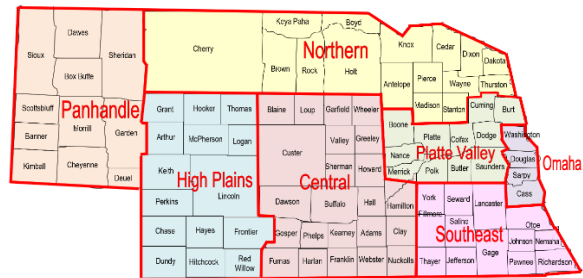 Dawes
Sioux
Sheridan
Box Butte
Scottsbluff
Panhandle
Banner
Morrill
Garden
Kimball
Cheyenne
Deuel
Keya Paha
Boyd
Cherry
Northern
Brown
Rock
Holt
Knox
Cedar
Dixon
Dakota
Antelope
Pierce
Wayne
Thurston
Madison
Stanton
Cuming
Burt
Grant
Hooker
Thomas
Arthur
McPherson
Logan
Keith
High Plains
Lincoln
Perkins
Chase
Hayes
Frontier
Dundy
Hitchcock
Red
Willow
Blaine
Loup
Garfield
Wheeler
Custer
Valley
Greeley
Sherman
Howard
Central
Dawson
Buffalo
Hall
Hamilton
Gosper
Phelps
Kearney
Adams
Clay
Furnas
Harlan
Franklin
Webster
Nuckolls
Boone
Platte
Colfax
Dodge
Nance
Platte Valley
Merrick
Polk
Butler
Saunders
Washington
Douglas
Omaha
Sarpy
Cass
York
Seward
Lancaster
Fillmore
Saline
Otoe
Southeast
Gage
Johnson
Nemaha
Thayer
Jefferson
Pawnee
Richardson